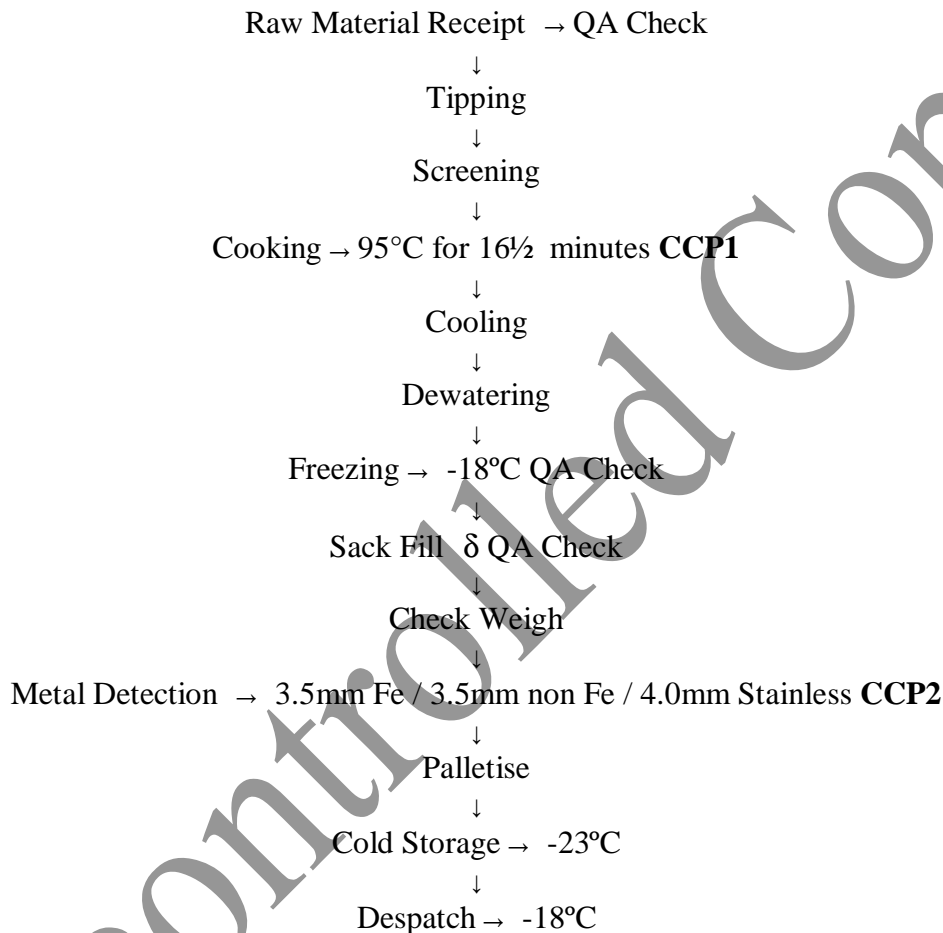 Raw Material Receipt → QA Check
↓
Tipping
↓
Screening
↓
Cooking → 95°C for 16½ minutes CCP1
↓
Cooling
↓
Dewatering
↓
Freezing → -18ºC QA Check
↓
Sack Fill δ QA Check
↓
Check Weigh
↓
Metal Detection → 3.5mm Fe / 3.5mm non Fe / 4.0mm Stainless CCP2
↓
Palletise
↓
Cold Storage → -23ºC
↓
Despatch → -18ºC
ontrolled Co